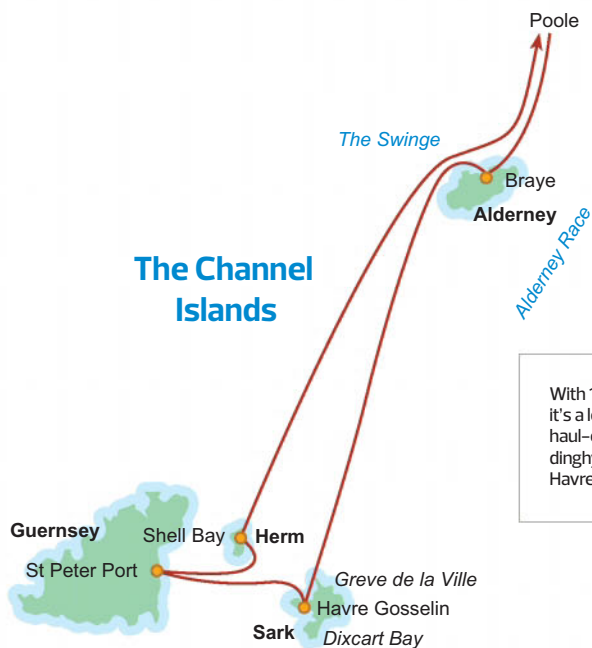 Poole
The Swinge
Braye
Alderney
Alderney Race
The Channel
Islands
With
it's a l
haul-
dinghy
Havre
Guernsey
Shell Bay
Herm
St Peter Port
Greve de la Ville
Havre Gosselin
Sark
Dixcart Bay